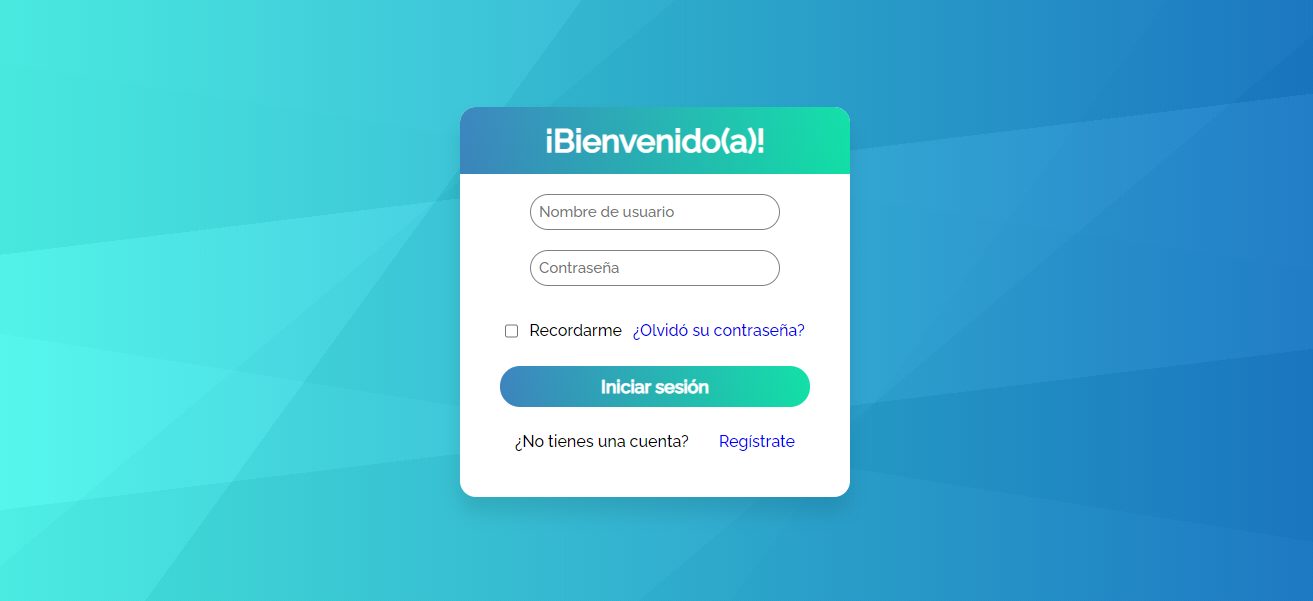 ¡Bienvenido(a)!
Nombre de usuario
Contraseña
Recordarme ¿Olvidó su contraseña?
Iniciar sesión
¿No tienes una cuenta? Regístrate